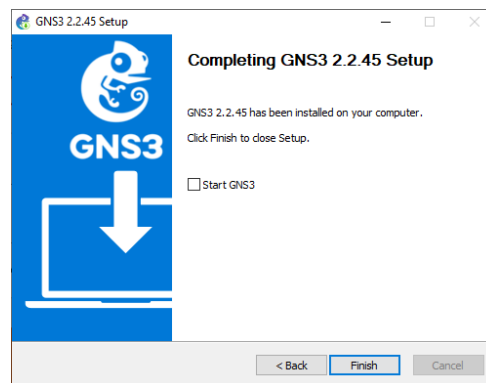 GNS3 2.2.45 Setup
Completing GNS3 2.2.45 Setup
GNS3 2.2.45 has been installed on your computer.
Click Finish to close Setup.
GNS3
Start GNS3
< Back
Finish
Cancel